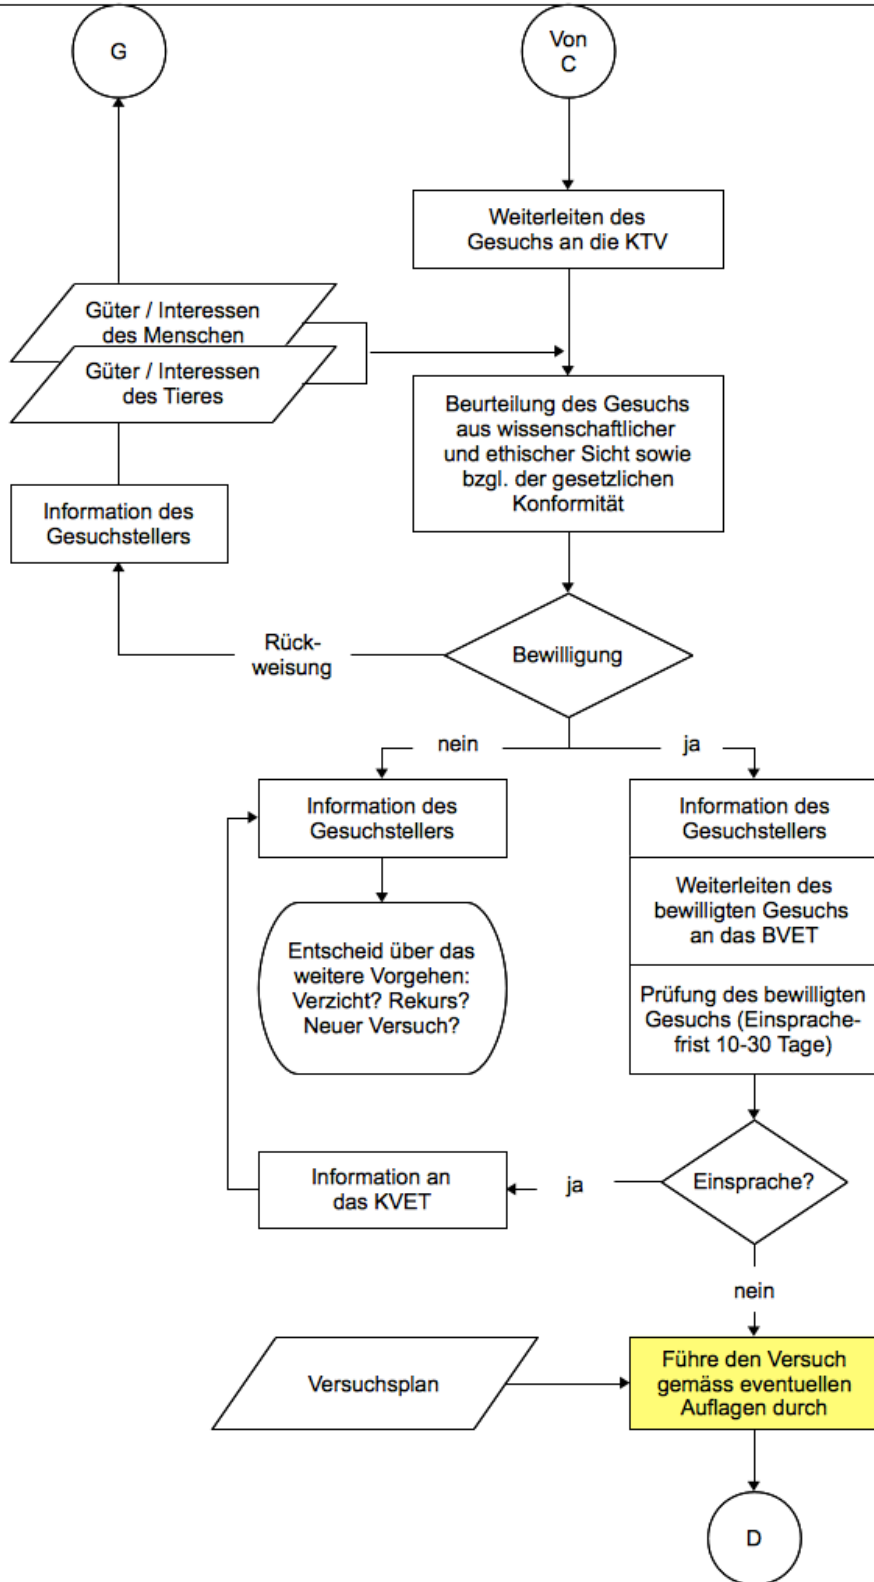 G
Von
C
Weiterleiten des
Gesuchs an die KTV
Güter / Interessen
des Menschen
Güter / Interessen
des Tieres
Beurteilung des Gesuchs
aus wissenschaftlicher
und ethischer Sicht sowie
bzgl. der gesetzlichen
Konformität
Information des
Gesuchstellers
Rück-
weisung
Bewilligung
nein
ja
Information des
Gesuchstellers
Information des
Gesuchstellers
Weiterleiten des
bewilligten Gesuchs
an das BVET
Entscheid über das
weitere Vorgehen:
Verzicht? Rekurs?
Neuer Versuch?
Prüfung des bewilligten
Gesuchs (Einsprache-
frist 10-30 Tage)
Information an
das KVET
ja
Einsprache?
nein
Versuchsplan
Führe den Versuch
gemäss eventuellen
Auflagen durch
D